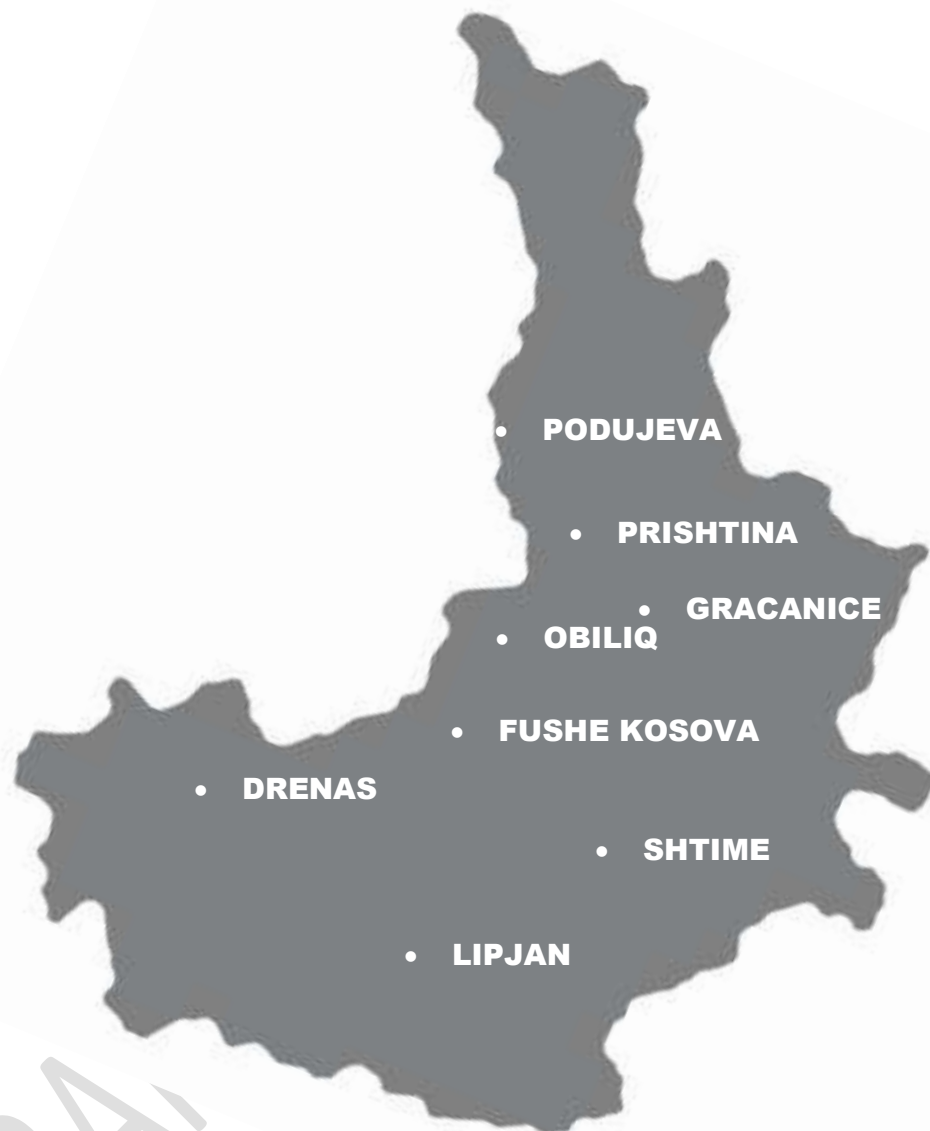 • PODUJEVA
• PRISHTINA
• GRACANICE
• OBILIQ
• FUSHE KOSOVA
• DRENAS
• SHTIME
• LIPJAN